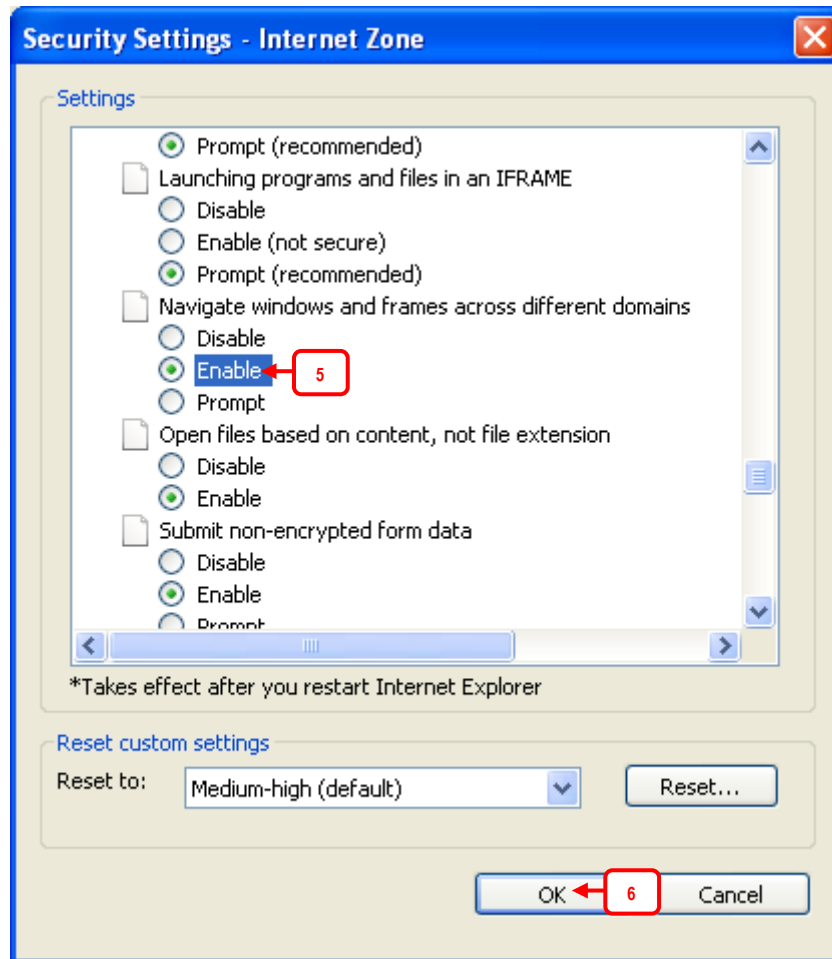 Security Settings - Internet Zone
Settings
Prompt (recommended)
Launching programs and files in an IFRAME
Disable
Enable (not secure)
Prompt (recommended)
Navigate windows and frames across different domains
Disable
Enable
5
Prompt
Open files based on content, not file extension
Disable
Enable
Submit non-encrypted form data
Disable
Enable
Prompt
*Takes effect after you restart Internet Explorer
Reset custom settings
Reset to:
Medium-high (default)
Reset...
OK
6
Cancel